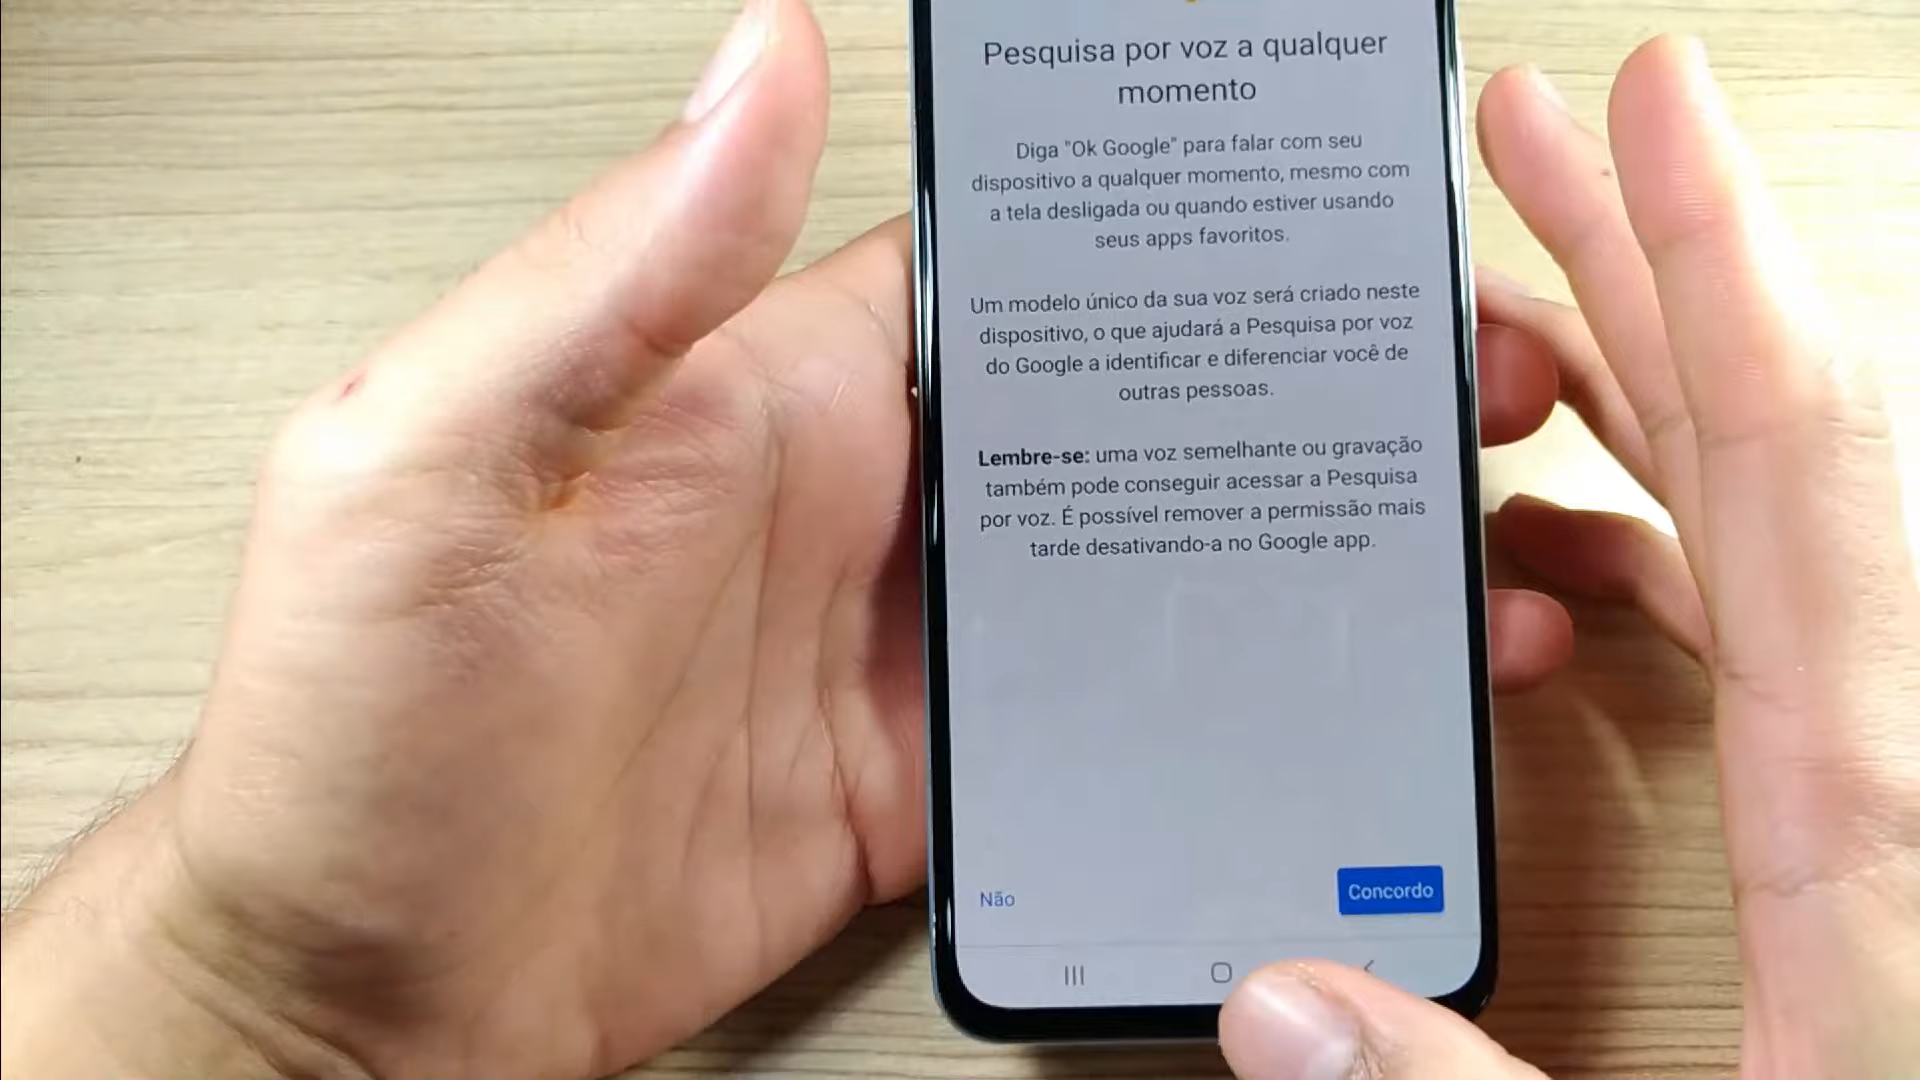 Pesquisa por voz a qualquer
momento
Diga "Ok Google" para falar com seu
dispositivo a qualquer momento, mesmo com
a tela desligada ou quando estiver usando
seus apps favoritos.
Um modelo único da sua voz será criado neste
dispositivo, o que ajudará a Pesquisa por voz
do Google a identificar e diferenciar você de
outras pessoas.
Lembre-se: uma voz semelhante ou gravação
também pode conseguir acessar a Pesquisa
por voz. É possível remover a permissão mais
tarde desativando-a no Google app.
Não
Concordo